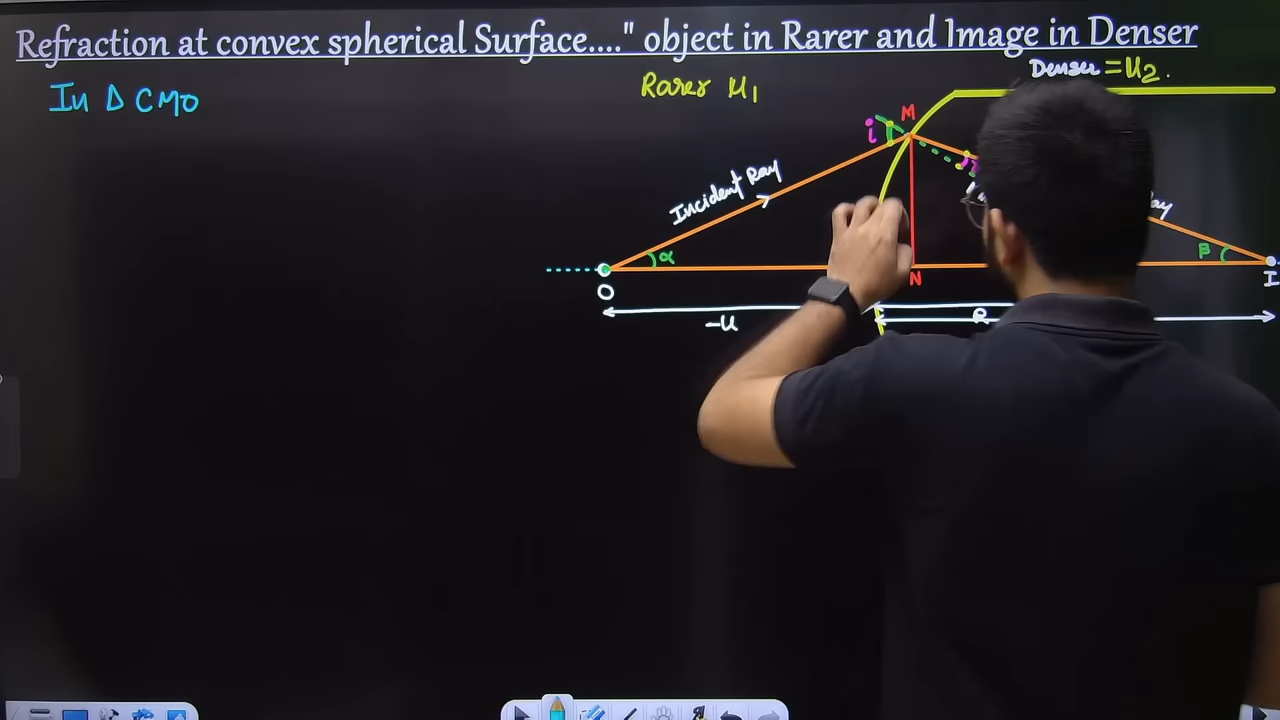 Refraction at convex spherical Surface...." object in Rarer and Image in Denser
In Δ CMO
Rarer μ1
Denser = μ2.
M
i
r
Incident Ray
α
β
O
N
I
-u
R